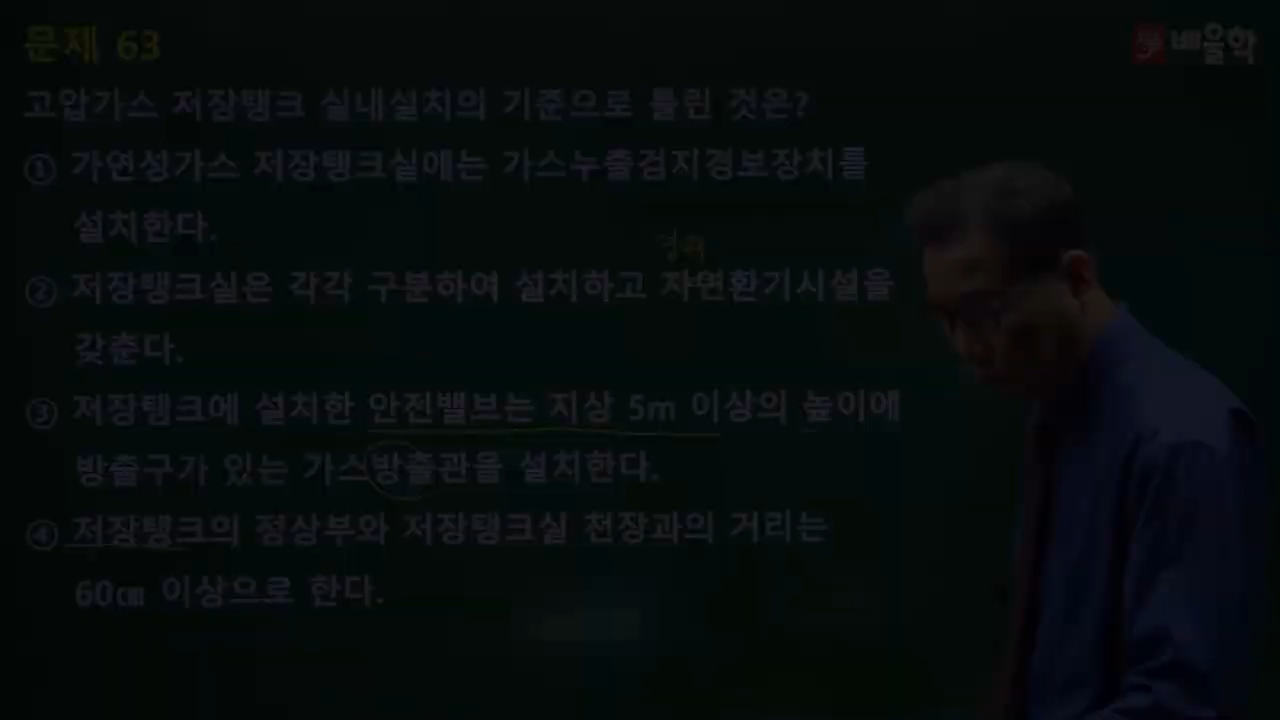 문제 63
배울학
고압가스 저장탱크 실내설치의 기준으로 틀린 것은?
① 가연성가스 저장탱크실에는 가스누출검지경보장치를
설치한다.
② 저장탱크실은 각각 구분하여 설치하고 자연환기시설을
갖춘다.
③ 저장탱크에 설치한 안전밸브는 지상 5m 이상의 높이에
방출구가 있는 가스방출관을 설치한다.
④ 저장탱크의 정상부와 저장탱크실 천장과의 거리는
60㎝ 이상으로 한다.